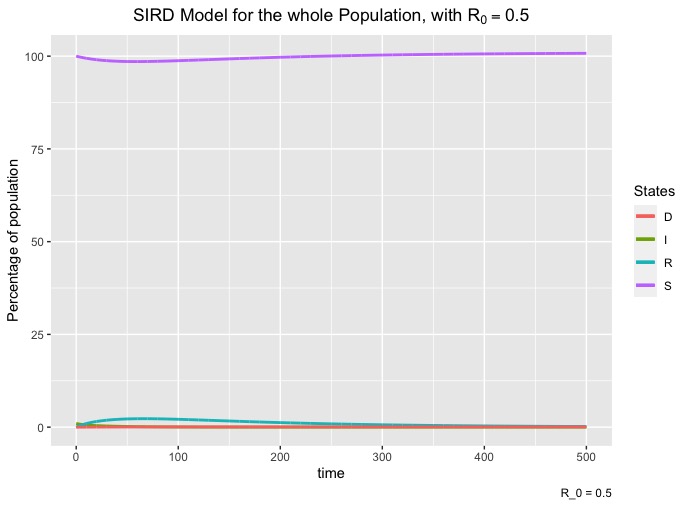 SIRD Model for the whole Population, with R₀ = 0.5
Percentage of population
100
75
50
25
0
0 100 200 300 400 500
time
States
D
I
R
S
R_0 = 0.5